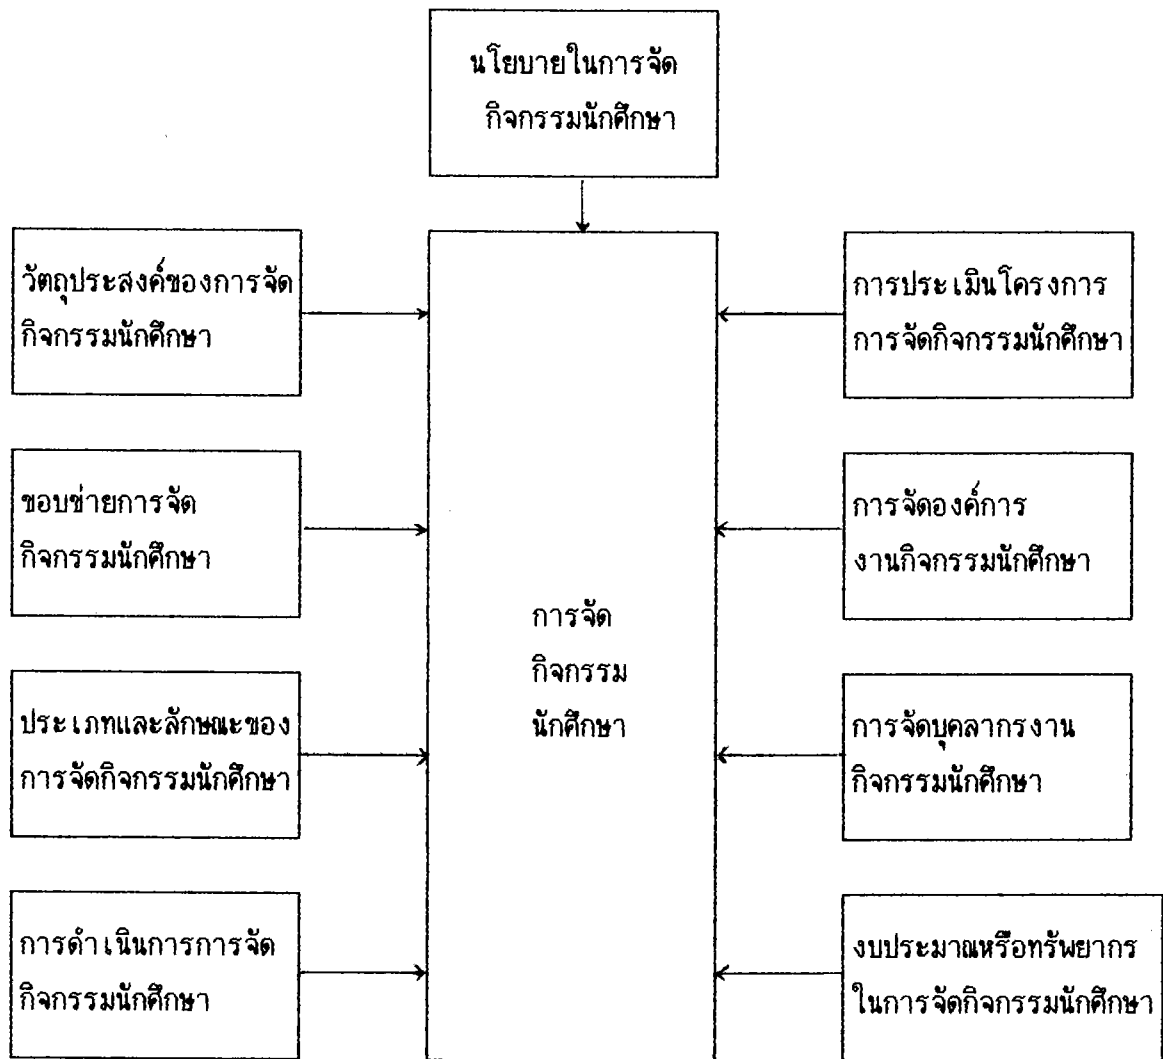 นโยบายในการจัด
กิจกรรมนักศึกษา
วัตถุประสงค์ของการจัด
กิจกรรมนักศึกษา
ขอบข่ายการจัด
กิจกรรมนักศึกษา
ประเภทและลักษณะของ
การจัดกิจกรรมนักศึกษา
การดำเนินการการจัด
กิจกรรมนักศึกษา
การจัด
กิจกรรม
นักศึกษา
การประเมินโครงการ
การจัดกิจกรรมนักศึกษา
การจัดองค์การ
งานกิจกรรมนักศึกษา
การจัดบุคลากรงาน
กิจกรรมนักศึกษา
งบประมาณหรือทรัพยากร
ในการจัดกิจกรรมนักศึกษา